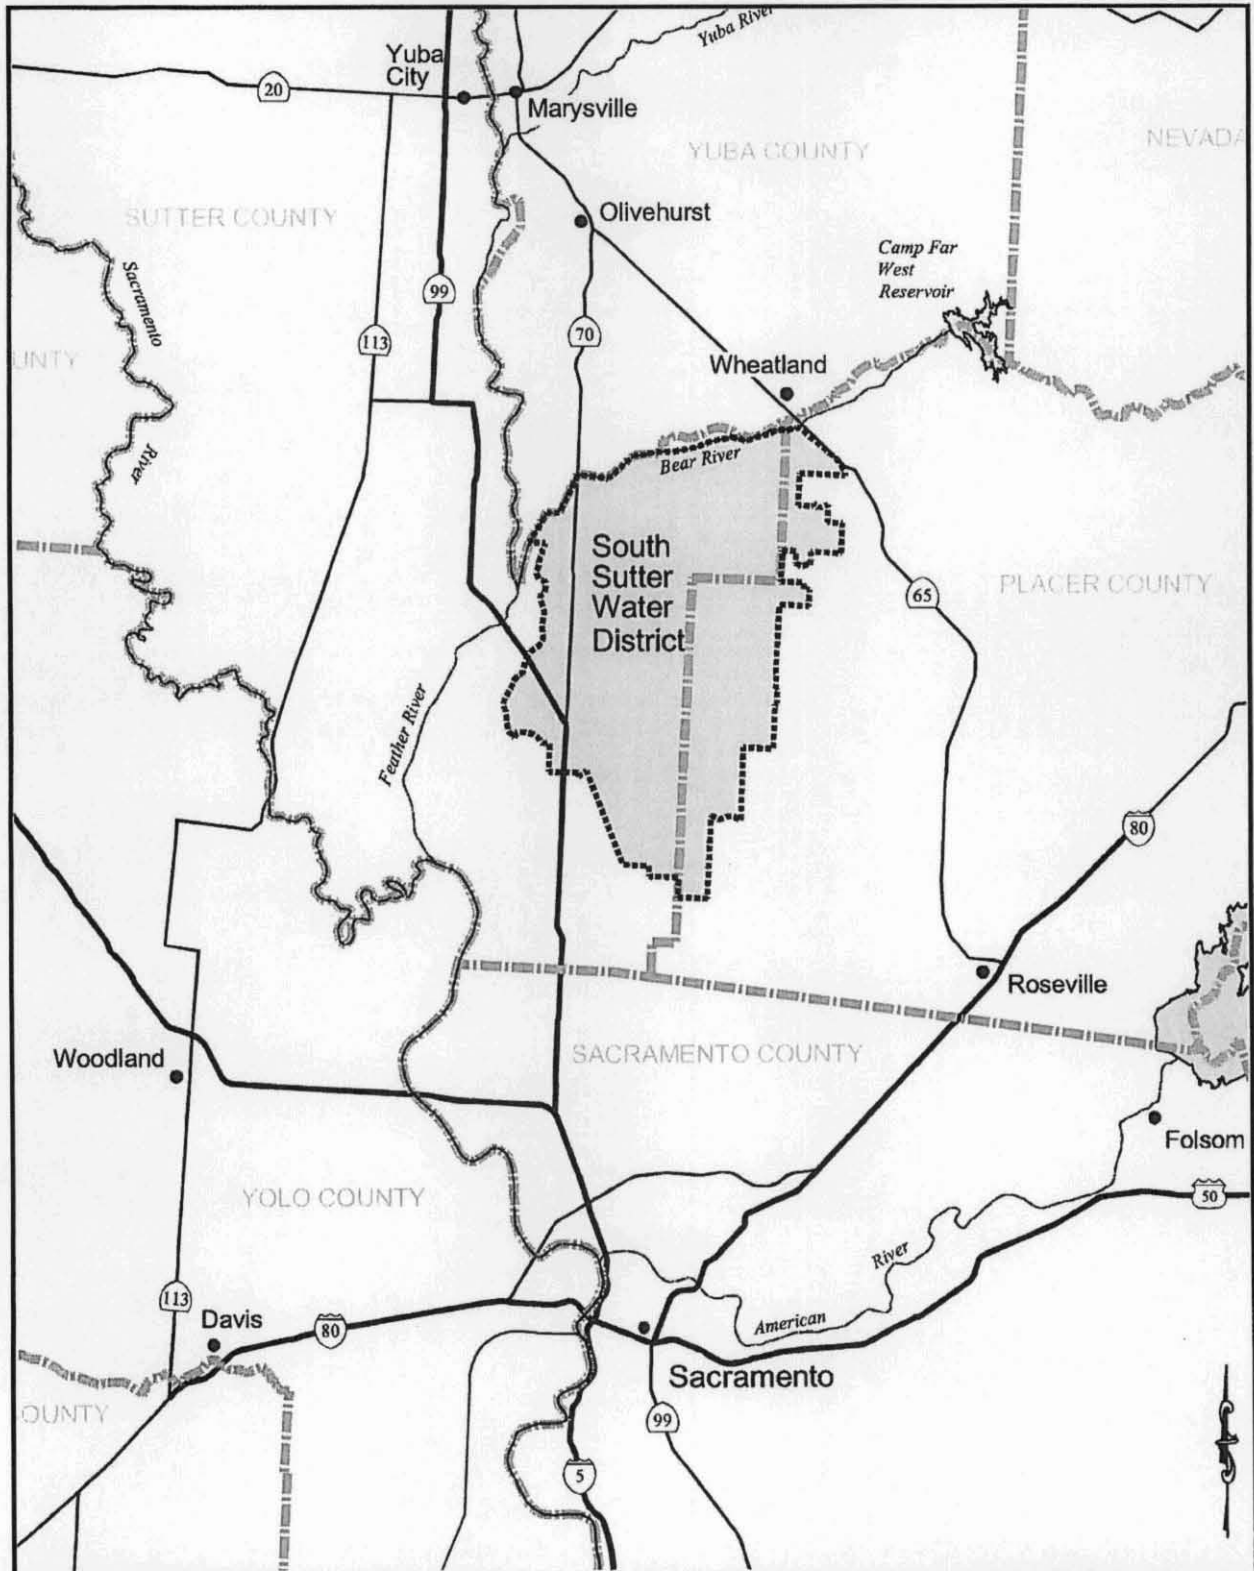 Yuba River
Yuba
City
20
Marysville
YUBA COUNTY
NEVADA
SUTTER COUNTY
Olivehurst
Camp Far
West
Reservoir
Sacramento
99
113
70
UNTY
Wheatland
River
Bear River
South
Sutter
Water
District
PLACER COUNTY
65
Feather River
80
Roseville
Woodland
SACRAMENTO COUNTY
Folsom
YOLO COUNTY
50
River
113
Davis
80
American
Sacramento
OUNTY
99
5